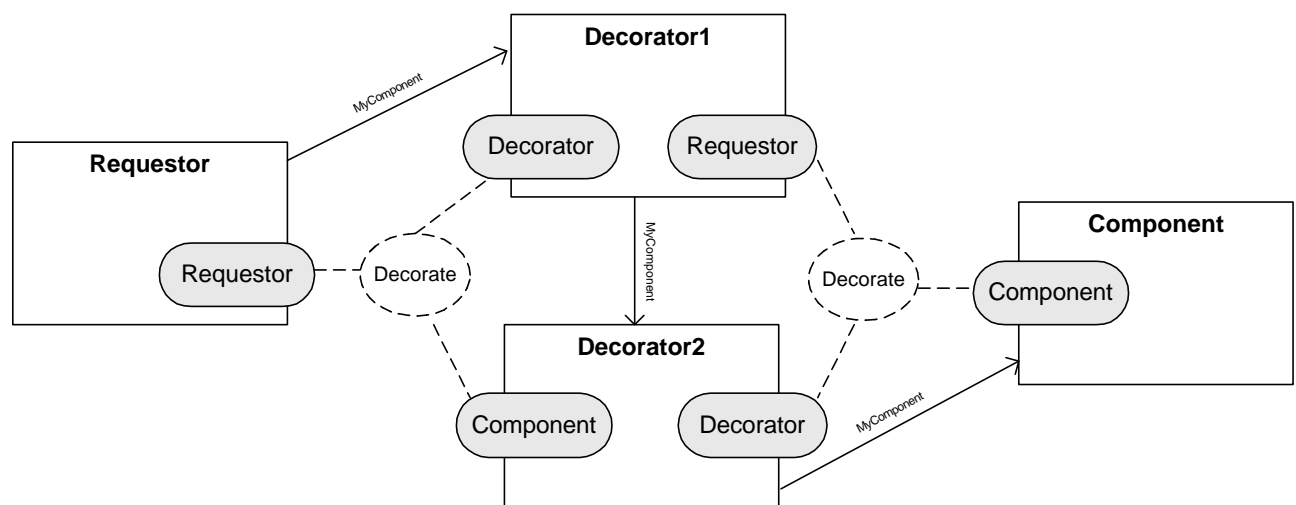 Decorator1
MyComponent
Decorator
Requestor
Requestor
Component
MyComponent
Requestor
Decorate
Decorate
Component
Decorator2
Component
Decorator
MyComponent